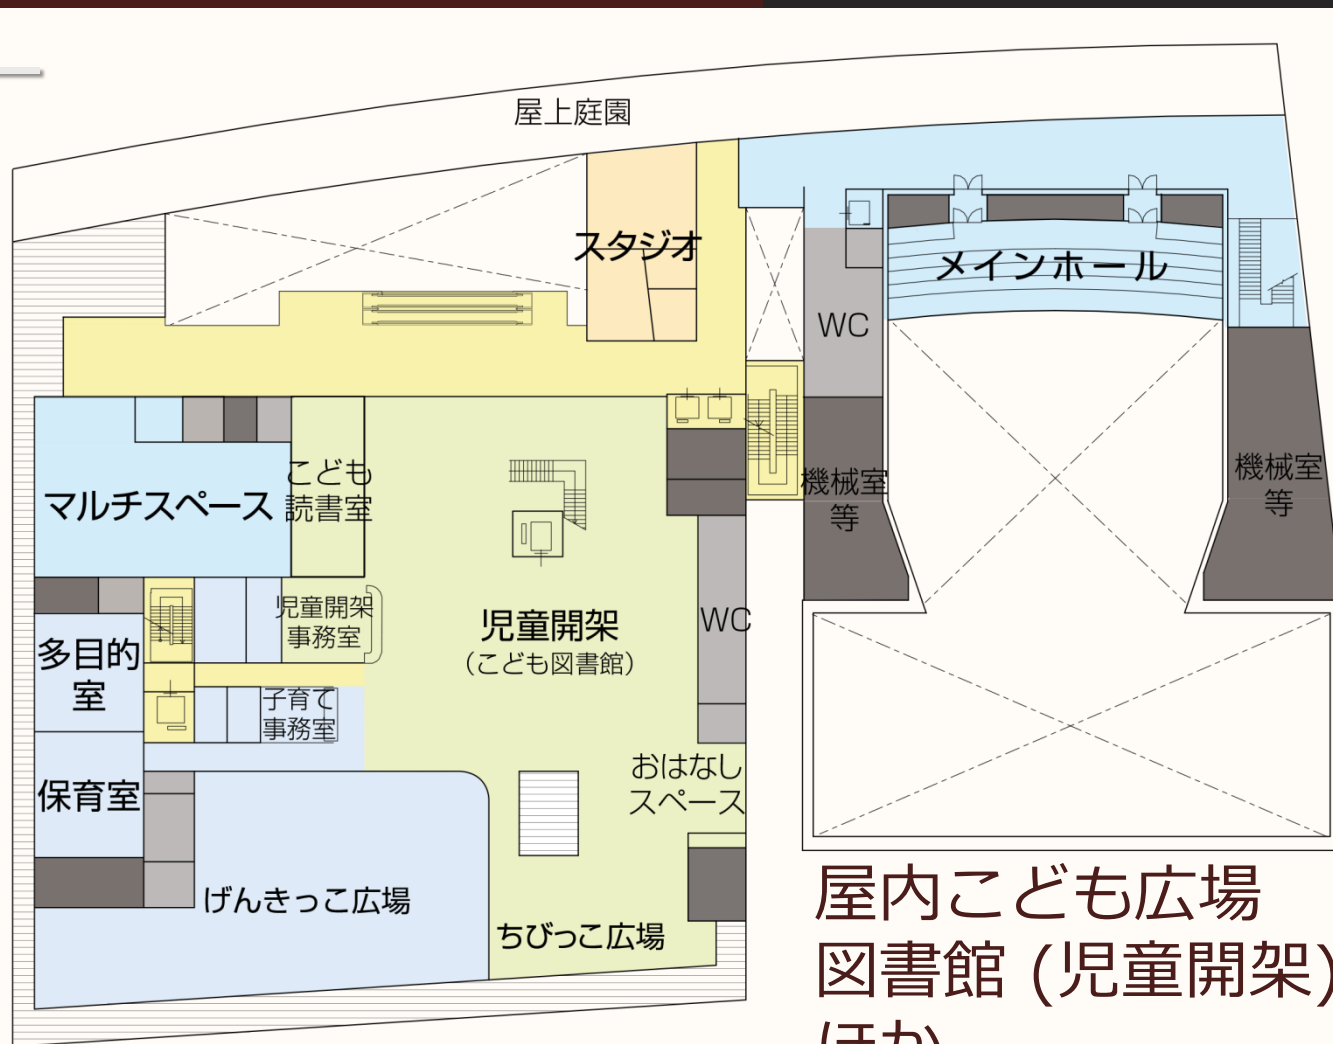 屋上庭園
スタジオ
メインホール
WC
機械室
等
機械室
等
こども
読書室
マルチスペース
児童開架
事務室
児童開架
(こども図書館)
WC
多目的
室
子育て
事務室
保育室
おはなし
スペース
げんきっこ広場
ちびっこ広場
屋内こども広場
図書館 (児童開架)
ほか